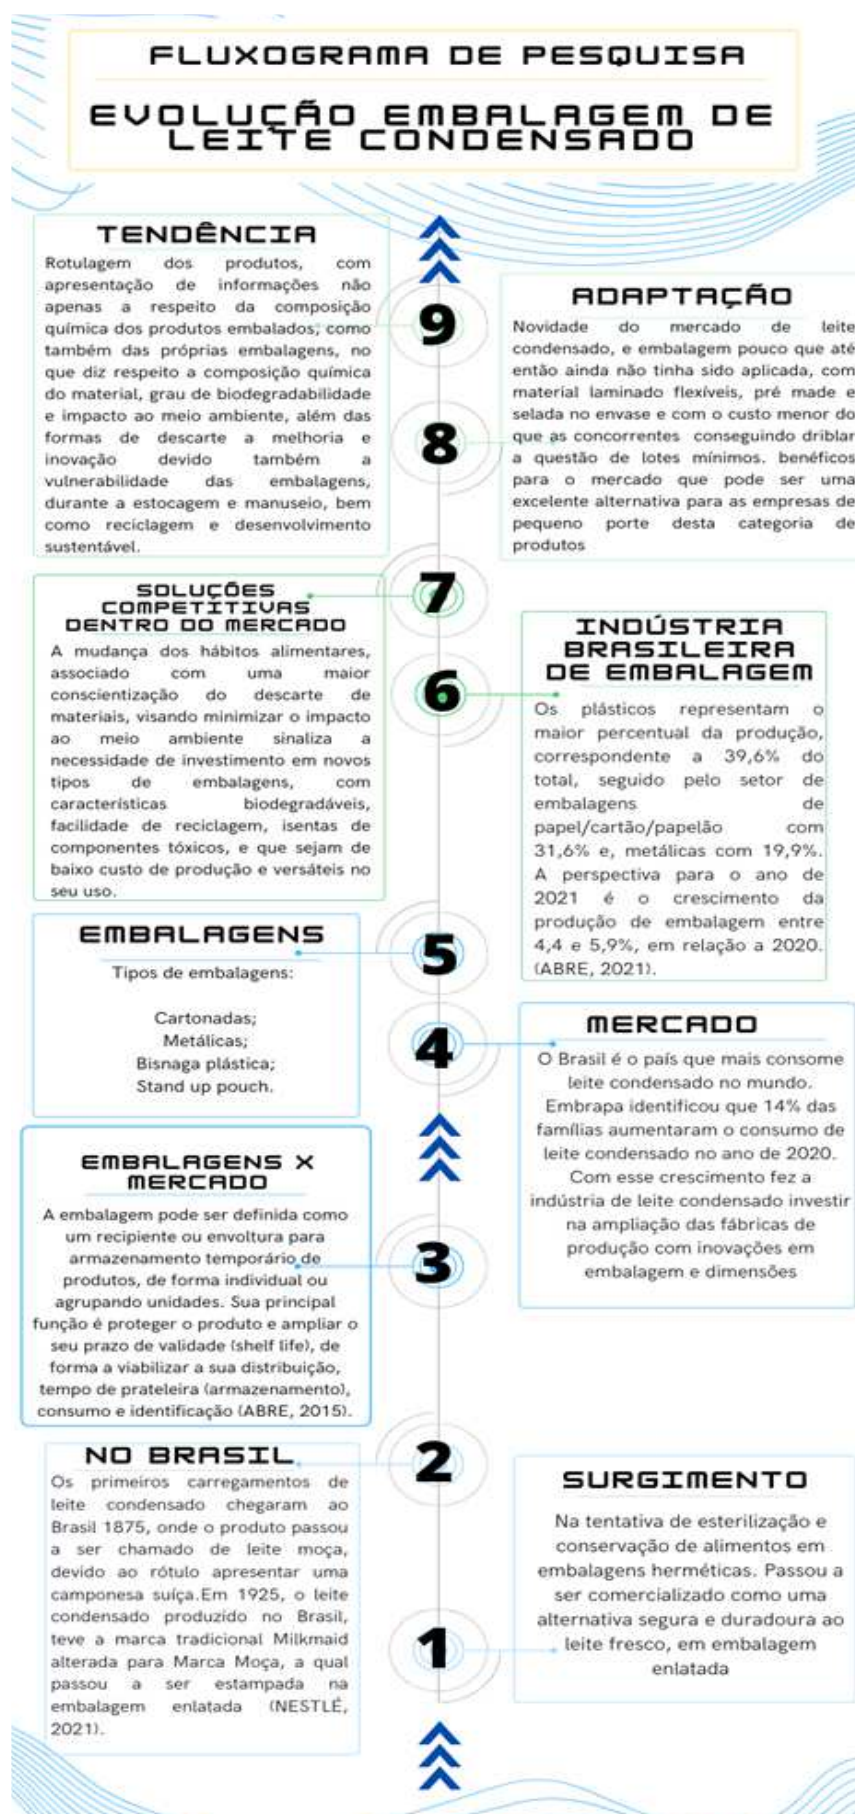 FLUXOGRAMA DE PESQUISA
EVOLUÇÃO EMBALAGEM DE
LEITE CONDENSADO
TENDÊNCIA
Rotulagem dos produtos, com
apresentação de informações não
apenas a respeito da composição
química dos produtos embalados, como
também das próprias embalagens, no
que diz respeito a composição química
do material, grau de biodegradabilidade
e impacto ao meio ambiente, além das
formas de descarte a melhoria e
inovação devido também a
vulnerabilidade das embalagens,
durante a estocagem e manuseio, bem
como reciclagem e desenvolvimento
sustentável.
9
ADAPTAÇÃO
Novidade do mercado de leite
condensado, e embalagem pouco que até
então ainda não tinha sido aplicada, com
material laminado flexíveis, pré made e
selada no envase e com o custo menor do
que as concorrentes conseguindo driblar
a questão de lotes mínimos. benéficos
para o mercado que pode ser uma
excelente alternativa para as empresas de
pequeno porte desta categoria de
produtos
8
SOLUÇÕES
COMPETITIVAS
DENTRO DO MERCADO
A mudança dos hábitos alimentares,
associado com uma maior
conscientização do descarte de
materiais, visando minimizar o impacto
ao meio ambiente sinaliza a
necessidade de investimento em novos
tipos de embalagens, com
características biodegradáveis,
facilidade de reciclagem, isentas de
componentes tóxicos, e que sejam de
baixo custo de produção e versáteis no
seu uso.
7
INDÚSTRIA
BRASILEIRA
DE EMBALAGEM
Os plásticos representam o
maior percentual da produção,
correspondente a 39,6% do
total, seguido pelo setor de
embalagens de
papel/cartão/papelão com
31,6% e, metálicas com 19,9%.
A perspectiva para o ano de
2021 é o crescimento da
produção de embalagem entre
4,4 e 5,9%, em relação a 2020.
(ABRE, 2021).
6
EMBALAGENS
Tipos de embalagens:
Cartonadas;
Metálicas;
Bisnaga plástica;
Stand up pouch.
5
MERCADO
O Brasil é o país que mais consome
leite condensado no mundo.
Embrapa identificou que 14% das
famílias aumentaram o consumo de
leite condensado no ano de 2020.
Com esse crescimento fez a
indústria de leite condensado investir
na ampliação das fábricas de
produção com inovações em
embalagem e dimensões
4
EMBALAGENS X
MERCADO
A embalagem pode ser definida como
um recipiente ou envoltura para
armazenamento temporário de
produtos, de forma individual ou
agrupando unidades. Sua principal
função é proteger o produto e ampliar o
seu prazo de validade (shelf life), de
forma a viabilizar a sua distribuição,
tempo de prateleira (armazenamento),
consumo e identificação (ABRE, 2015).
3
NO BRASIL
Os primeiros carregamentos de
leite condensado chegaram ao
Brasil 1875, onde o produto passou
a ser chamado de leite moça,
devido ao rótulo apresentar uma
camponesa suíça.Em 1925, o leite
condensado produzido no Brasil,
teve a marca tradicional Milkmaid
alterada para Marca Moça, a qual
passou a ser estampada na
embalagem enlatada (NESTLÉ,
2021).
2
SURGIMENTO
Na tentativa de esterilização e
conservação de alimentos em
embalagens herméticas. Passou a
ser comercializado como uma
alternativa segura e duradoura ao
leite fresco, em embalagem
enlatada
1